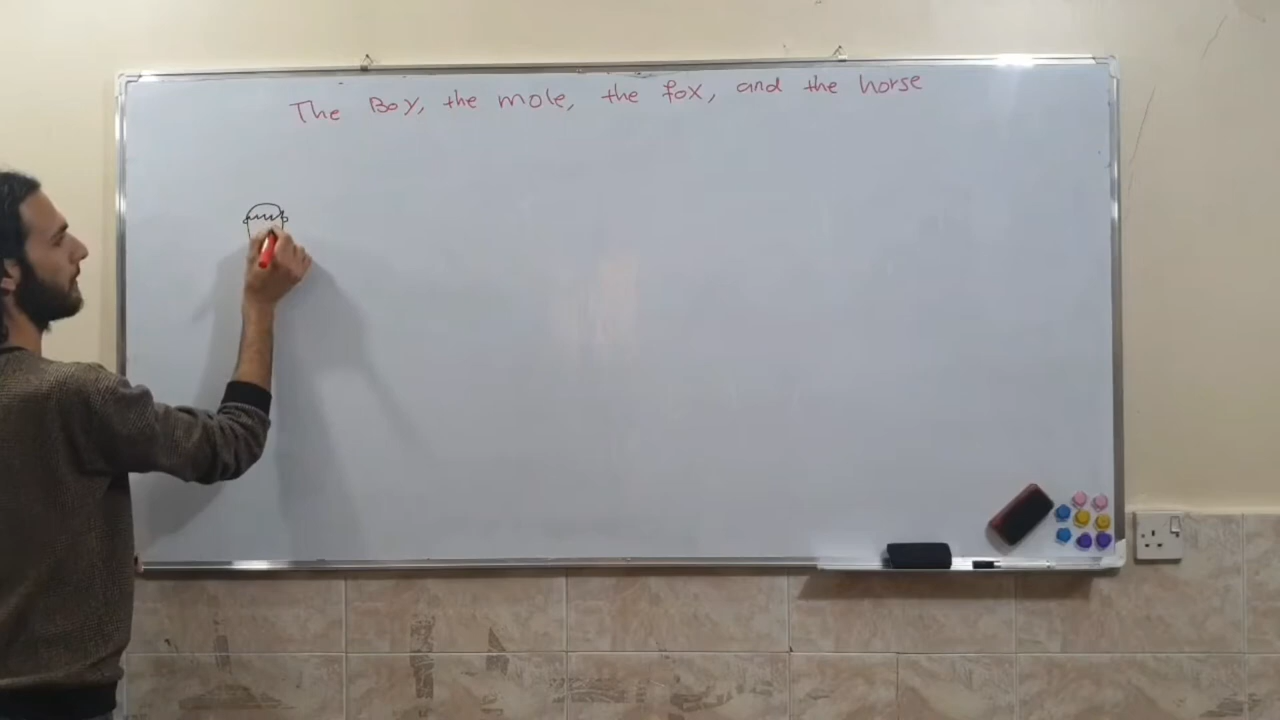 The Boy, the mole, the fox, and the horse